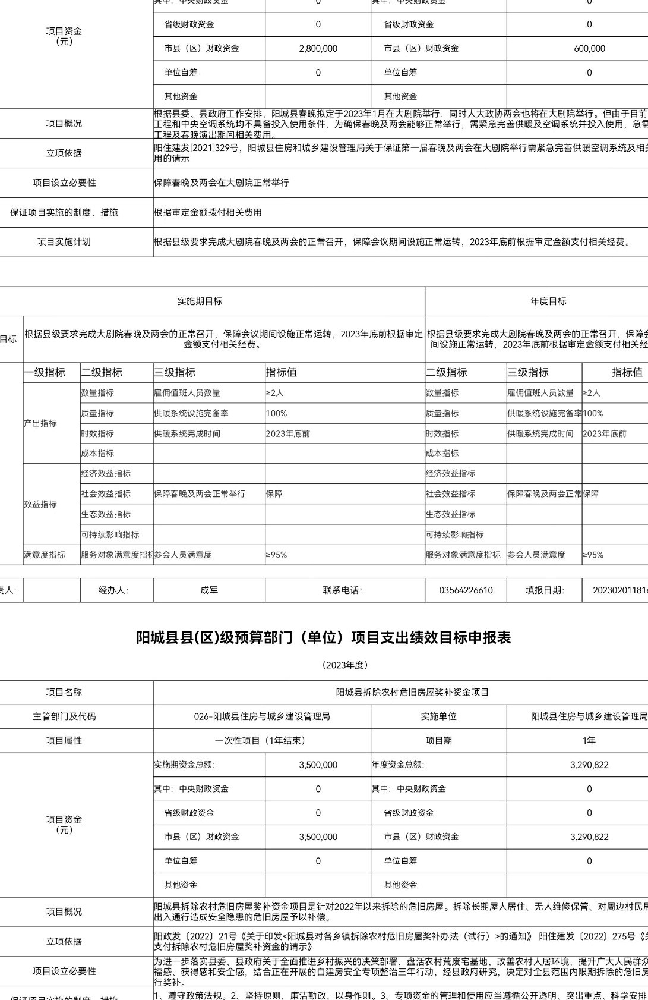 其中：中央财政资金 0 其中：中央财政资金 0
省级财政资金 0 省级财政资金 0
项目资金
（元）
市县（区）财政资金 2,800,000 市县（区）财政资金 600,000
单位自筹 0 单位自筹 0
其他资金 其他资金
项目概况
根据县委、县政府工作安排，阳城县春晚拟定于2023年1月在大剧院举行，同时人大政协两会也将在大剧院举行。但由于目前
工程和中央空调系统均不具备投入使用条件，为确保春晚及两会能够正常举行，需紧急完善供暖及空调系统并投入使用，急需
工程及春晚演出期间相关费用。
立项依据
阳住建发[2021]329号，阳城县住房和城乡建设管理局关于保证第一届春晚及两会在大剧院举行需紧急完善供暖空调系统及相关
用的请示
项目设立必要性 保障春晚及两会在大剧院正常举行
保证项目实施的制度、措施 根据审定金额拨付相关费用
项目实施计划 根据县级要求完成大剧院春晚及两会的正常召开，保障会议期间设施正常运转，2023年底前根据审定金额支付相关经费。
实施期目标 年度目标
目标
根据县级要求完成大剧院春晚及两会的正常召开，保障会议期间设施正常运转，2023年底前根据审定
金额支付相关经费。
根据县级要求完成大剧院春晚及两会的正常召开，保障会
间设施正常运转，2023年底前根据审定金额支付相关经
一级指标 二级指标 三级指标 指标值 二级指标 三级指标 指标值
产出指标
数量指标 雇佣值班人员数量 ≥2人 数量指标 雇佣值班人员数量 ≥2人
质量指标 供暖系统设施完备率 100% 质量指标 供暖系统设施完备率 100%
时效指标 供暖系统完成时间 2023年底前 时效指标 供暖系统完成时间 2023年底前
成本指标 成本指标
效益指标
经济效益指标 经济效益指标
社会效益指标 保障春晚及两会正常举行 保障 社会效益指标 保障春晚及两会正常 保障
生态效益指标 生态效益指标
可持续影响指标 可持续影响指标
满意度指标 服务对象满意度指标 参会人员满意度 ≥95% 服务对象满意度指标 参会人员满意度 ≥95%
责人： 经办人： 成军 联系电话： 03564226610 填报日期： 202302011816
阳城县县(区)级预算部门（单位）项目支出绩效目标申报表
（2023年度）
项目名称 阳城县拆除农村危旧房屋奖补资金项目
主管部门及代码 026-阳城县住房与城乡建设管理局 实施单位 阳城县住房与城乡建设管理局
项目属性 一次性项目（1年结束） 项目期 1年
项目资金
（元）
实施期资金总额： 3,500,000 年度资金总额： 3,290,822
其中：中央财政资金 0 其中：中央财政资金 0
省级财政资金 0 省级财政资金 0
市县（区）财政资金 3,500,000 市县（区）财政资金 3,290,822
单位自筹 0 单位自筹 0
其他资金 其他资金
项目概况
阳城县拆除农村危旧房屋奖补资金项目是针对2022年以来拆除的危旧房屋。拆除长期屋人居住、无人维修保管、对周边村民居
出入通行造成安全隐患的危旧房屋予以补偿。
立项依据
阳政发〔2022〕21号《关于印发<阳城县对各乡镇拆除农村危旧房屋奖补办法（试行）>的通知》 阳住建发〔2022〕275号《关
支付拆除农村危旧房屋奖补资金的请示》
项目设立必要性
为进一步落实县委、县政府关于全面推进乡村振兴的决策部署，盘活农村荒废宅基地，改善农村人居环境，提升广大人民群众
福感、获得感和安全感，结合正在开展的自建房安全专项整治三年行动，经县政府研究，决定对全县范围内限期拆除的危旧房
行奖补。
保证项目实施的制度、措施
1、遵守政策法规。2、坚持原则，廉洁勤政，以身作则。3、专项资金的管理和使用应当遵循公开透明、突出重点、科学安排